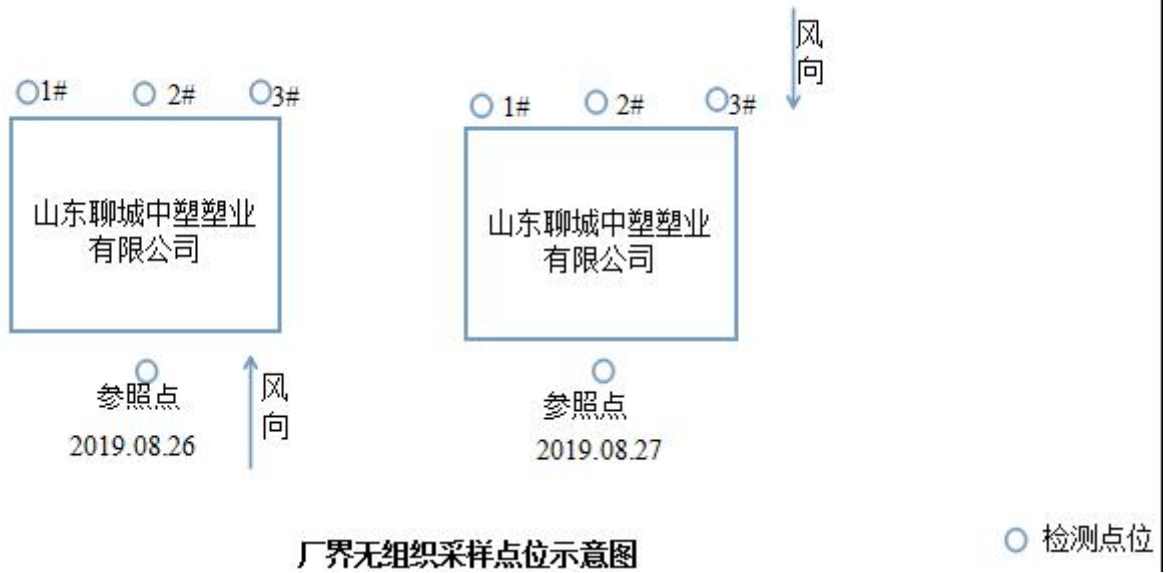 1# 2# 3#
山东聊城中塑塑业
有限公司
参照点
2019.08.26
风
向
风
向
1# 2# 3#
山东聊城中塑塑业
有限公司
参照点
2019.08.27
厂界无组织采样点位示意图
检测点位